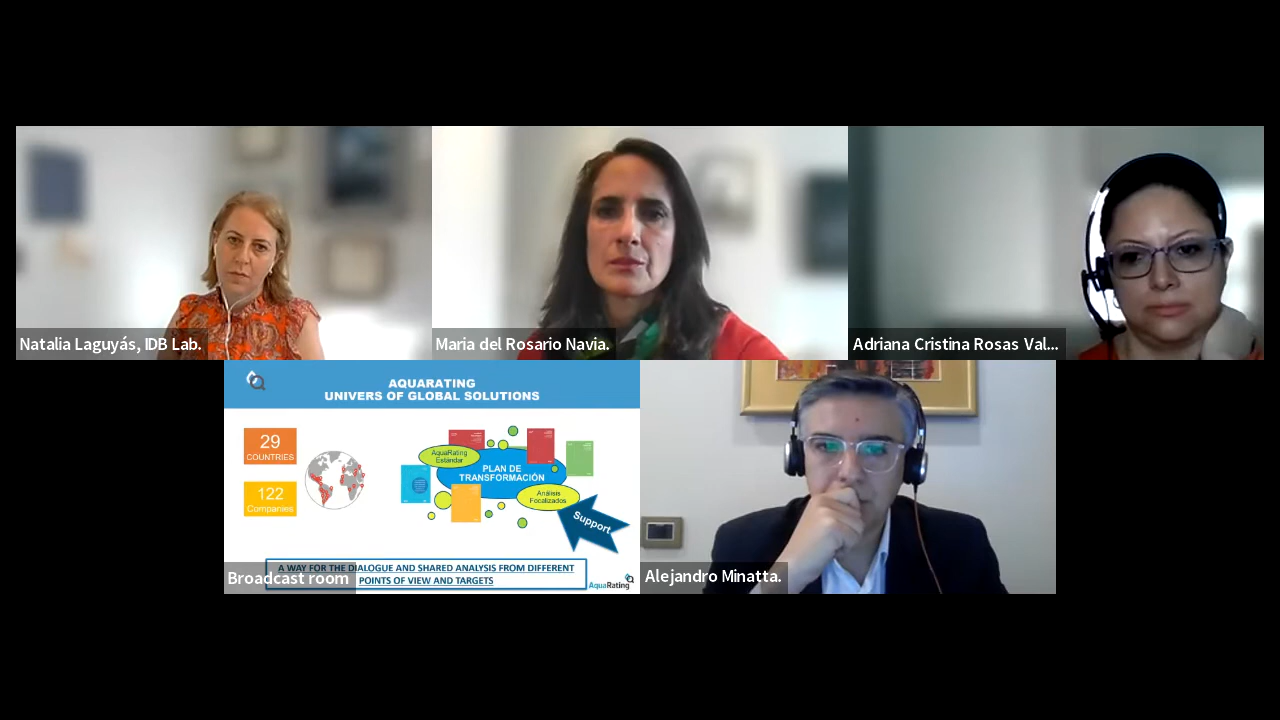 Natalia Laguyás, IDB Lab.
Maria del Rosario Navia.
Adriana Cristina Rosas Val...
AQUARATING
UNIVERS OF GLOBAL SOLUTIONS
29
COUNTRIES
122
Companies
AquaRating
Estándar
PLAN DE
TRANSFORMACIÓN
Análisis
Focalizados
Support
A WAY FOR THE DIALOGUE AND SHARED ANALYSIS FROM DIFFERENT
POINTS OF VIEW AND TARGETS
AquaRating
Broadcast room
Alejandro Minatta.